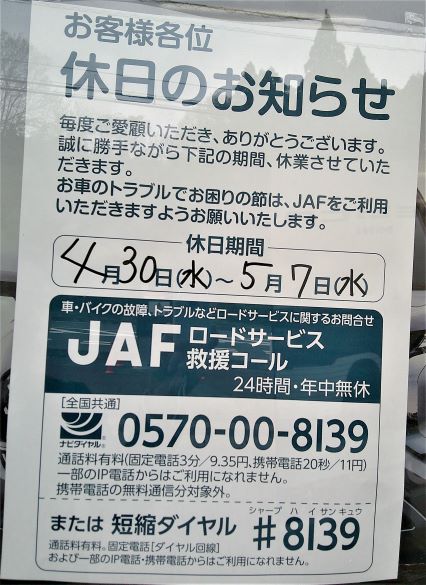 お客様各位
休日のお知らせ
毎度ご愛顧いただき、ありがとうございます。
誠に勝手ながら下記の期間、休業させていた
だきます。
お車のトラブルでお困りの節は、JAFをご利用
いただきますようお願いいたします。
休日期間
4月30日(水)～5月7日(水)
車・バイクの故障、トラブルなどロードサービスに関するお問合せ
JAF ロードサービス
救援コール
24時間・年中無休
[全国共通]
ナビダイヤル® 0570-00-8139
通話料有料(固定電話3分/9.35円、携帯電話20秒/11円)
一部のIP電話からはご利用になれません。
携帯電話の無料通信分対象外。
シャープ ハイ サンキュウ
または 短縮ダイヤル #8139
通話料有料。固定電話[ダイヤル回線]
および一部のIP電話・携帯電話からはご利用になれません。